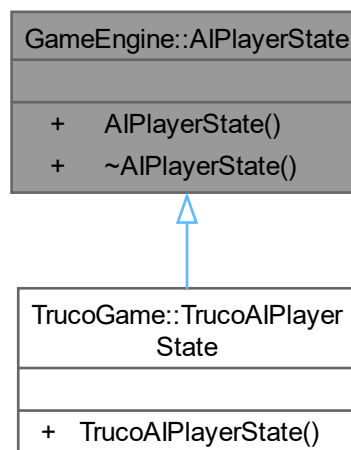 GameEngine::AIPlayerState
+ AIPlayerState()
+ ~AIPlayerState()
TrucoGame::TrucoAIPlayer
State
+ TrucoAIPlayerState()